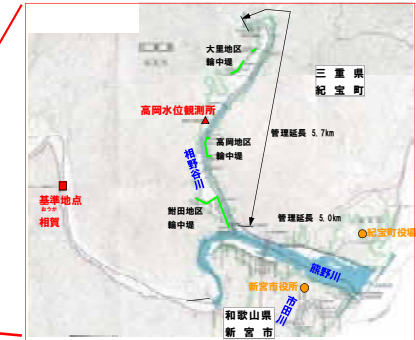 大里地区
輪中堤
三重県
紀宝町
高岡水位観測所
管理延長 5.7km
高岡地区
輪中堤
相野谷川
基準地点
おうが
相賀
鮒田地区
輪中堤
管理延長 5.0km
紀宝町役場
熊野川
新宮市役所
市田川
和歌山県
新宮市